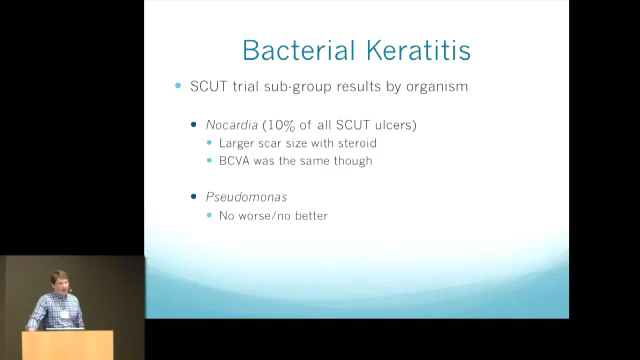 Bacterial Keratitis
SCUT trial sub-group results by organism
Nocardia (10% of all SCUT ulcers)
Larger scar size with steroid
BCVA was the same though
Pseudomonas
No worse/no better